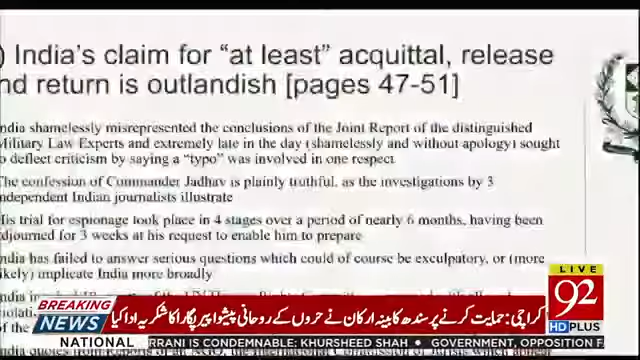 ) India's claim for "at least" acquittal, release
nd return is outlandish [pages 47-51]
ndia shamelessly misrepresented the conclusions of the Joint Report of the distinguished
Military Law Experts and extremely late in the day (shamelessly and without apology) sought
to deflect criticism by saying a "typo" was involved in one respect
The confession of Commander Jadhav is plainly truthful, as the investigations by 3
ndependent Indian journalists illustrate
His trial for espionage took place in 4 stages over a period of nearly 6 months, having been
djourned for 3 weeks at his request to enable him to prepare
ndia has failed to answer serious questions which could of course be exculpatory, or (more
ikely) implicate India more broadly
of the
LIVE
92
HD PLUS
BREAKING
NEWS
کراچی: حمایت کرنے پر سندھ کابینہ ارکان نے حروں کے روحانی پیشوا پیر پگارا کا شکریہ ادا کیا
NATIONAL
RRANI IS CONDEMNABLE: KHURSHEED SHAH